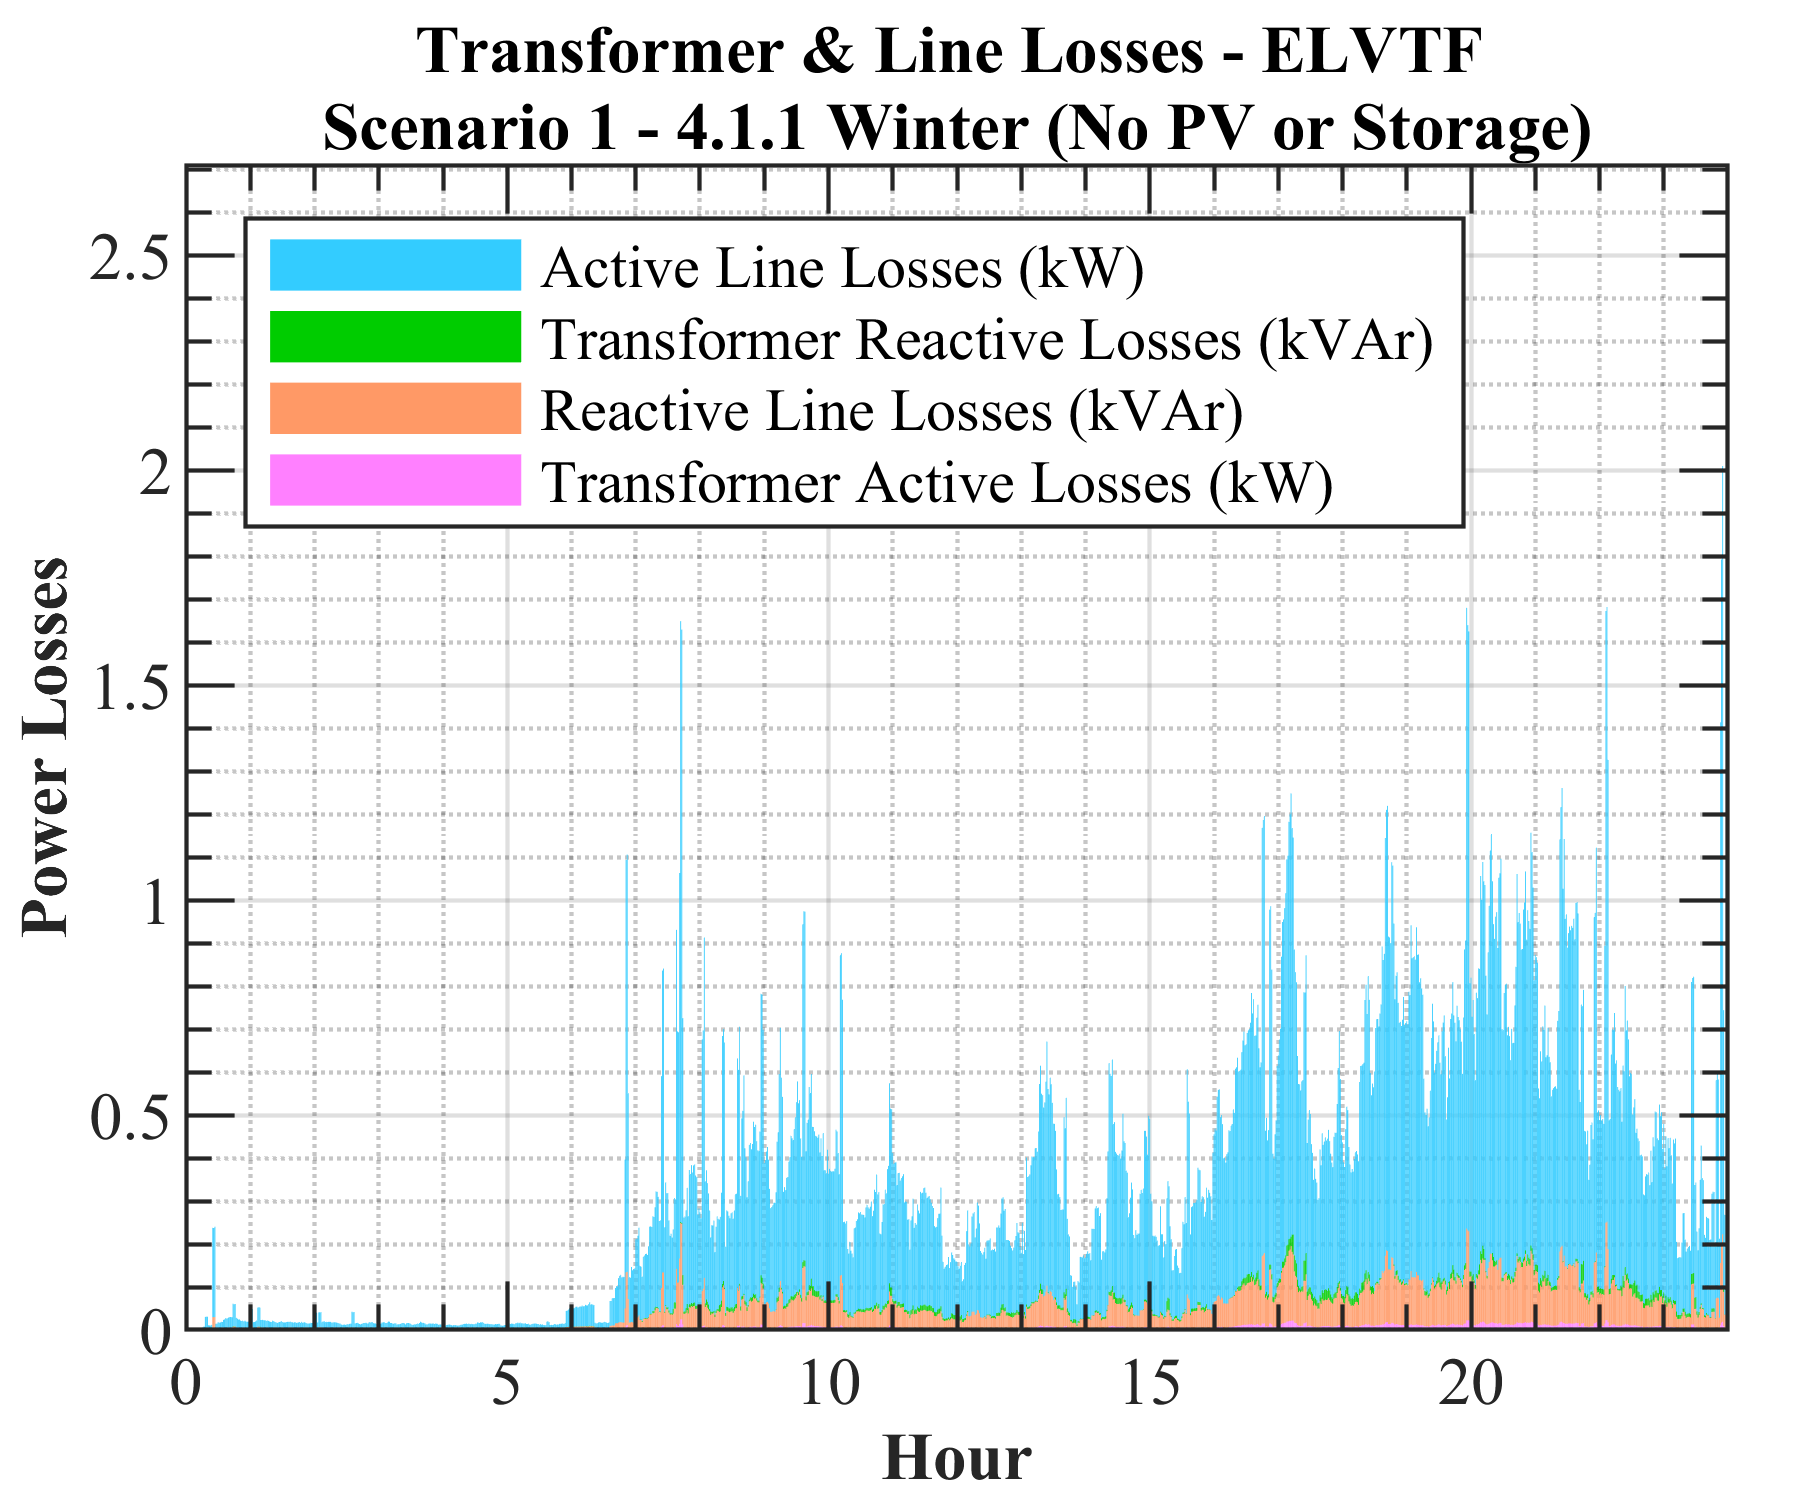 Transformer & Line Losses - ELVTF
Scenario 1 - 4.1.1 Winter (No PV or Storage)
Active Line Losses (kW)
Transformer Reactive Losses (kVAr)
Reactive Line Losses (kVAr)
Transformer Active Losses (kW)
Power Losses
2.5
2
1.5
1
0.5
0
0 5 10 15 20
Hour